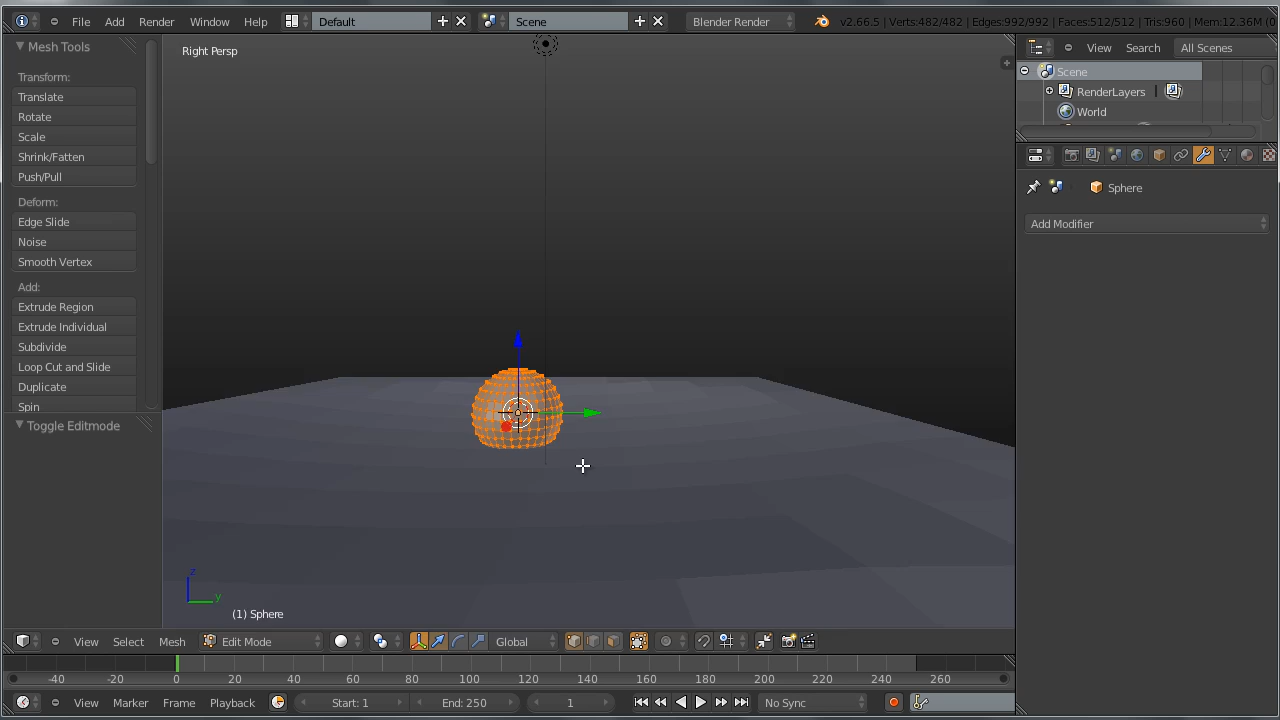 File Add Render Window Help Default Scene Blender Render v2.66.5 | Verts:482/482 | Edges:992/992 | Faces:512/512 | Tris:960 | Mem:12.36M (0
Mesh Tools
Right Persp
View Search All Scenes
Scene
RenderLayers
World
Transform:
Translate
Rotate
Scale
Shrink/Fatten
Push/Pull
Sphere
Add Modifier
Deform:
Edge Slide
Noise
Smooth Vertex
Add:
Extrude Region
Extrude Individual
Subdivide
Loop Cut and Slide
Duplicate
Spin
Toggle Editmode
z
y
(1) Sphere
View Select Mesh Edit Mode Global
-40 -20 0 20 40 60 80 100 120 140 160 180 200 220 240 260
View Marker Frame Playback Start: 1 End: 250 1 No Sync